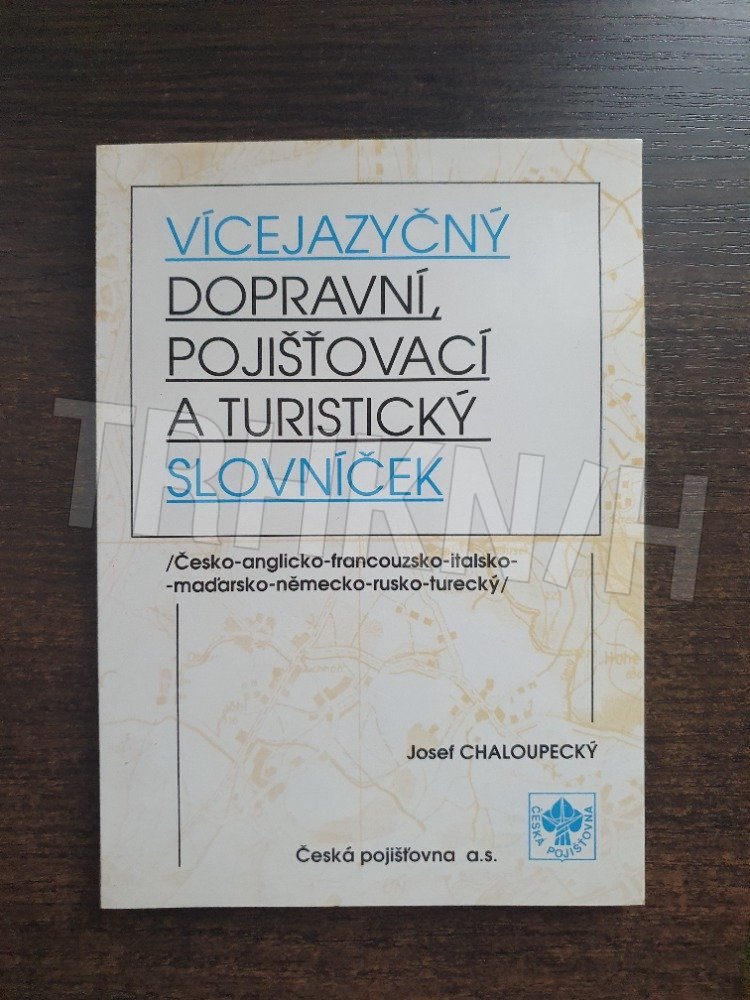 VÍCEJAZYČNÝ
DOPRAVNÍ,
POJIŠŤOVACÍ
A TURISTICKÝ
SLOVNÍČEK
TRHKNIH
/Česko-anglicko-francouzsko-italsko-
-maďarsko-německo-rusko-turecký/
Josef CHALOUPECKÝ
ČESKÁ POJIŠŤOVNA
Česká pojišťovna a.s.